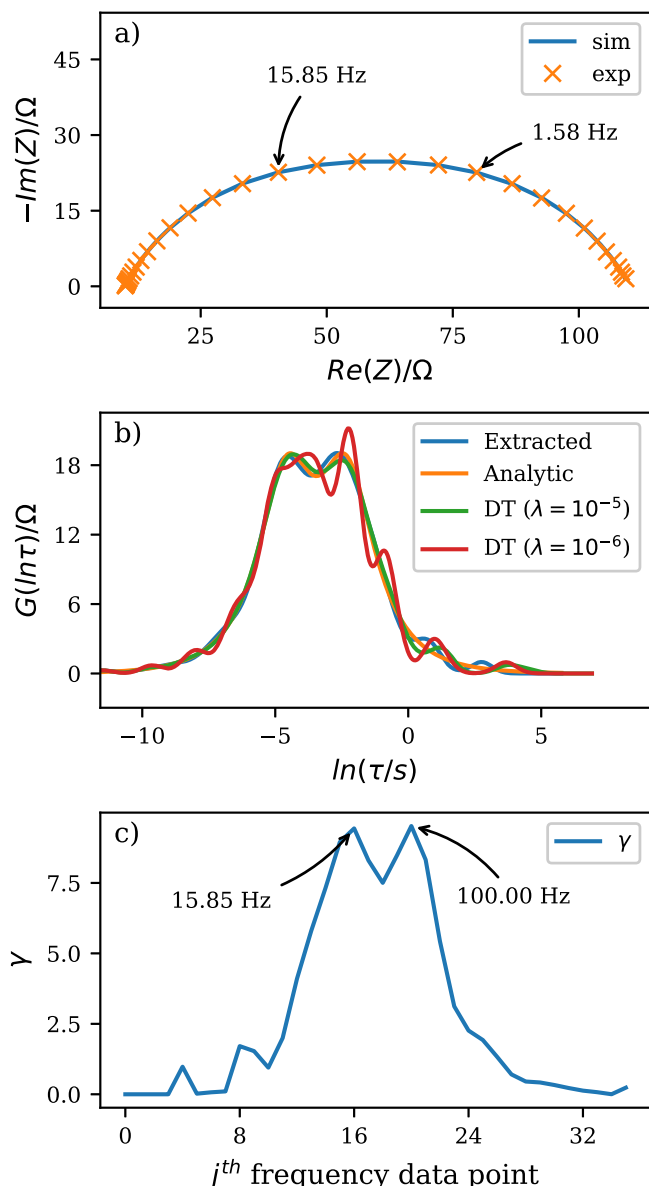 a)
sim
exp
15.85 Hz
1.58 Hz
45
30
15
0
−Im(Z)/Ω
25
50
75
100
Re(Z)/Ω
b)
Extracted
Analytic
DT (λ = 10⁻⁵)
DT (λ = 10⁻⁶)
18
12
6
0
G(lnτ)/Ω
−10
−5
0
5
ln(τ/s)
c)
γ
15.85 Hz
100.00 Hz
7.5
5.0
2.5
0.0
γ
0
8
16
24
32
jᵗʰ frequency data point